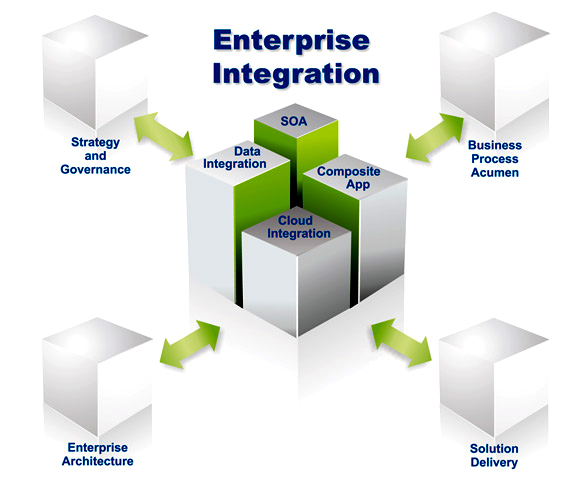 Enterprise
Integration
Strategy
and
Governance
SOA
Data
Integration
Composite
App
Cloud
Integration
Business
Process
Acumen
Enterprise
Architecture
Solution
Delivery